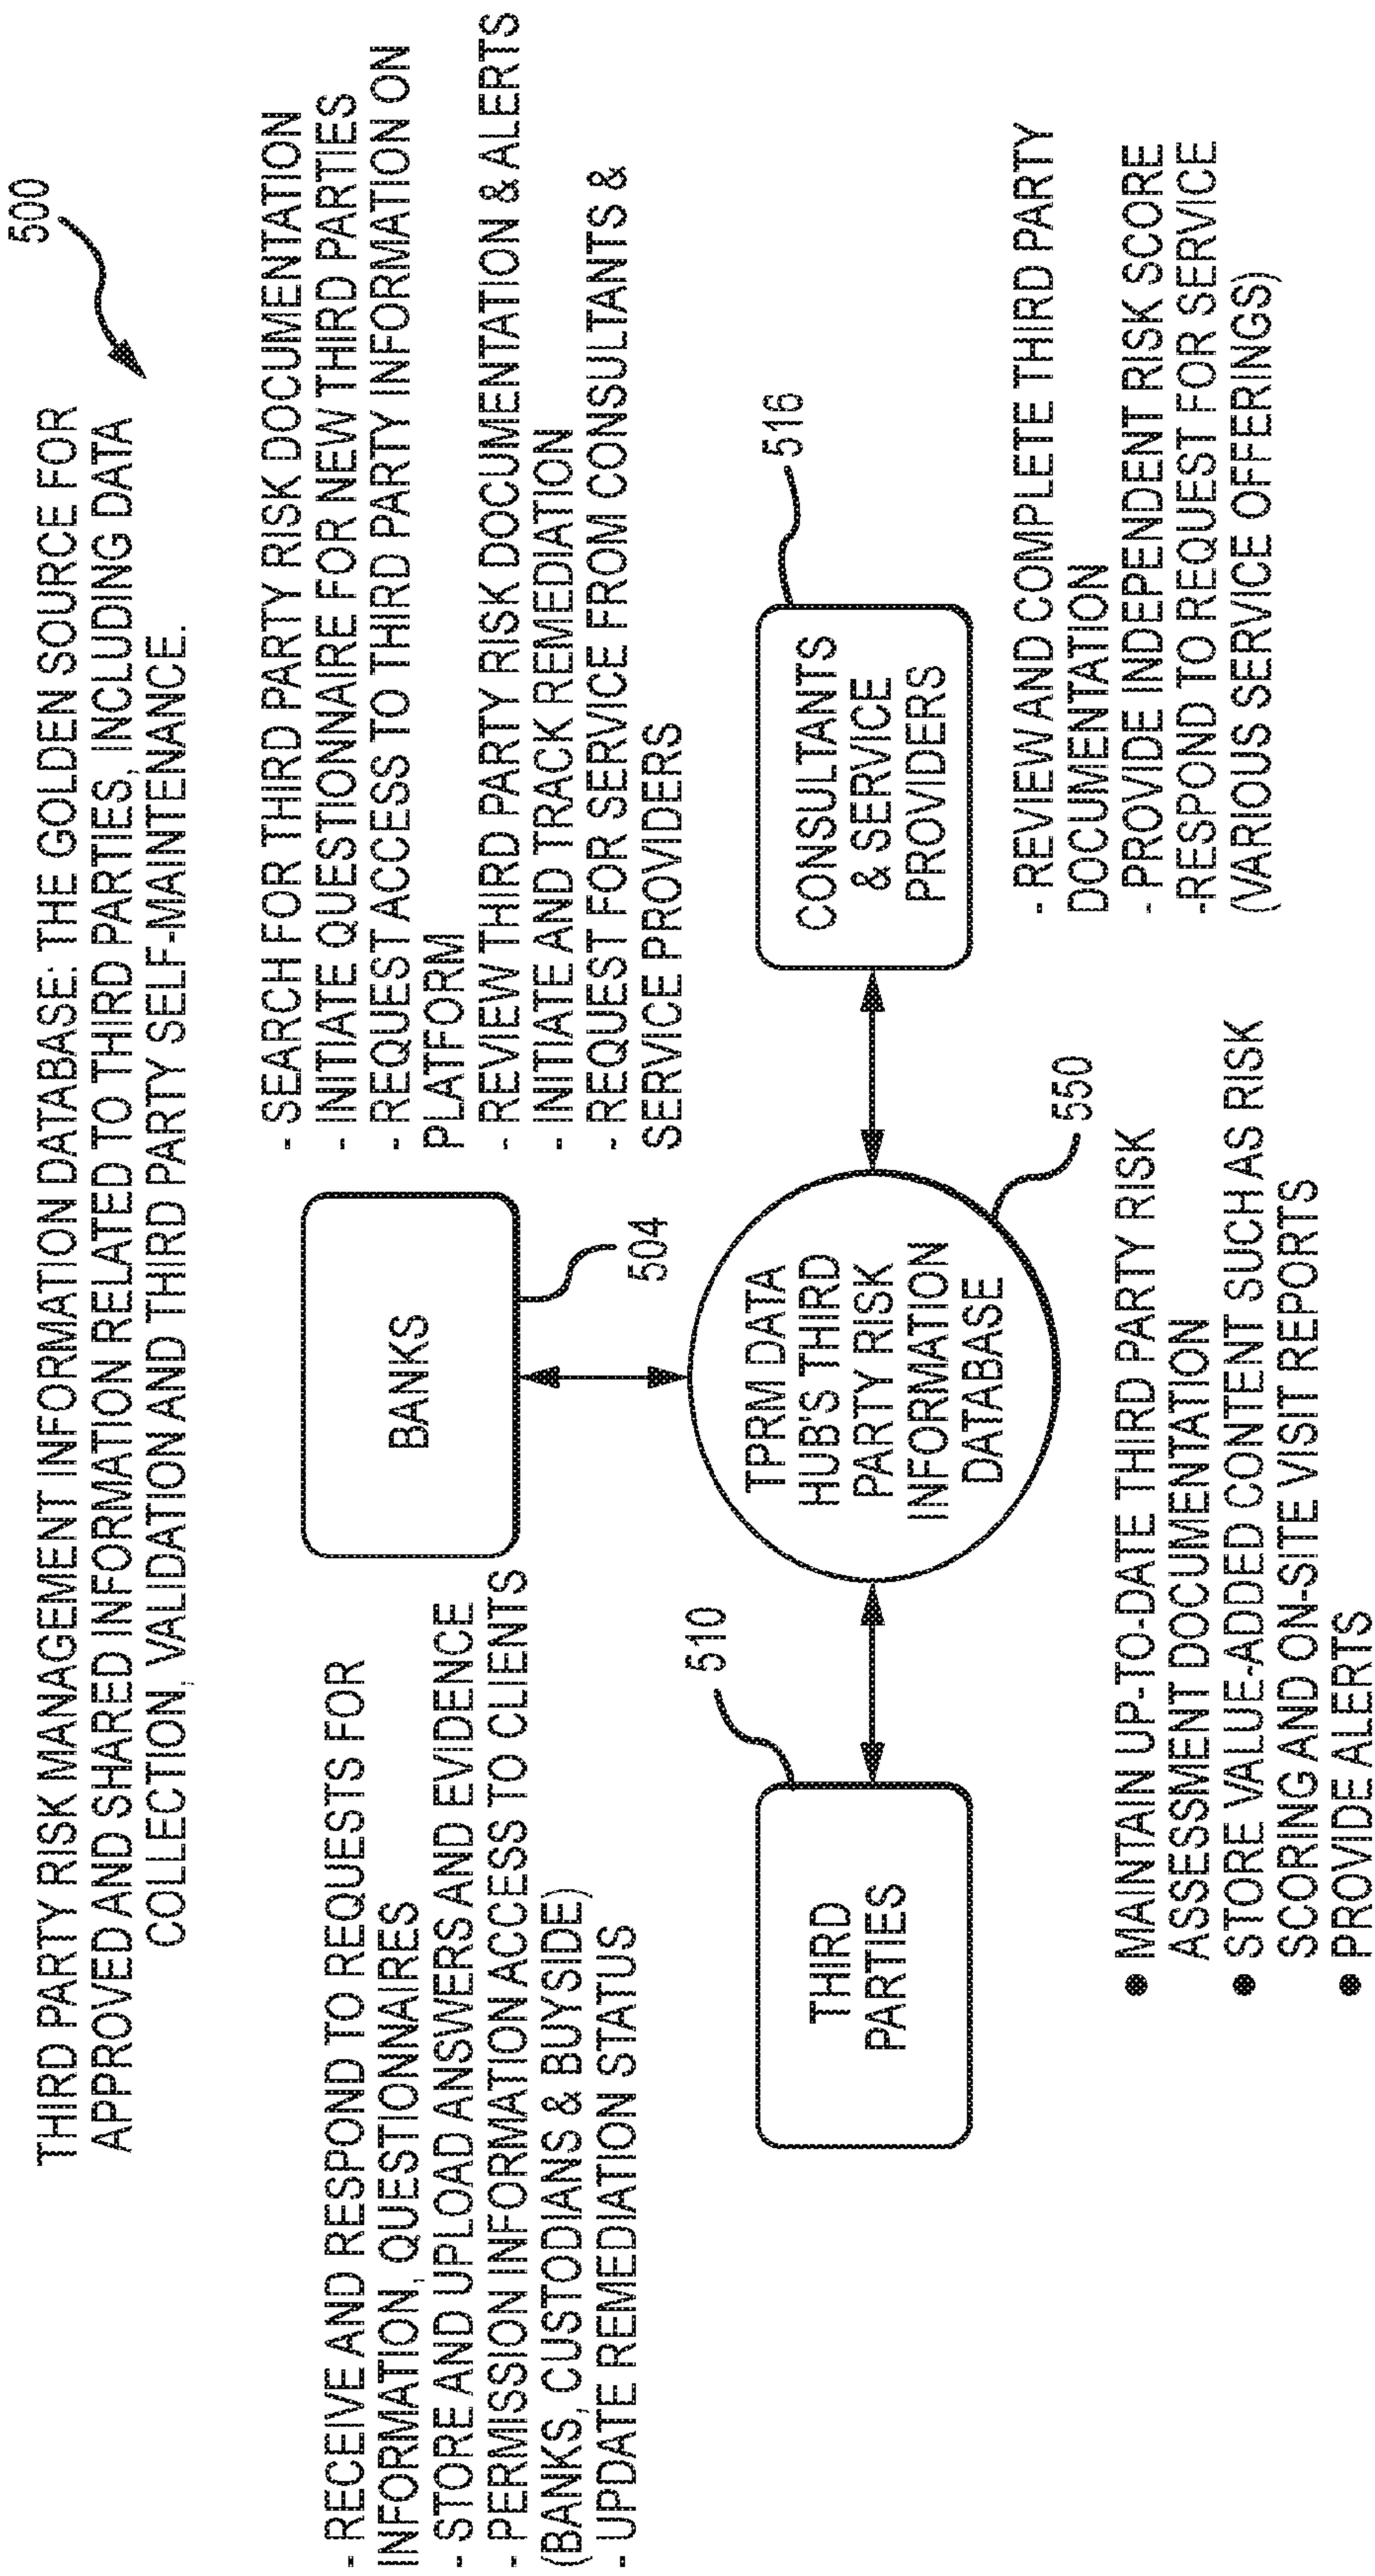 500
THIRD PARTY RISK MANAGEMENT INFORMATION DATABASE: THE GOLDEN SOURCE FOR
APPROVED AND SHARED INFORMATION RELATED TO THIRD PARTIES, INCLUDING DATA
COLLECTION, VALIDATION AND THIRD PARTY SELF-MAINTENANCE.
- RECEIVE AND RESPOND TO REQUESTS FOR
INFORMATION, QUESTIONNAIRES
- STORE AND UPLOAD ANSWERS AND EVIDENCE
- PERMISSION INFORMATION ACCESS TO CLIENTS
(BANKS, CUSTODIANS & BUYSIDE)
- UPDATE REMEDIATION STATUS
BANKS
504
- SEARCH FOR THIRD PARTY RISK DOCUMENTATION
- INITIATE QUESTIONNAIRE FOR NEW THIRD PARTIES
- REQUEST ACCESS TO THIRD PARTY INFORMATION ON
PLATFORM
- REVIEW THIRD PARTY RISK DOCUMENTATION & ALERTS
- INITIATE AND TRACK REMEDIATION
- REQUEST FOR SERVICE FROM CONSULTANTS &
SERVICE PROVIDERS
510
THIRD
PARTIES
TPRM DATA
HUB'S THIRD
PARTY RISK
INFORMATION
DATABASE
550
516
CONSULTANTS
& SERVICE
PROVIDERS
● MAINTAIN UP-TO-DATE THIRD PARTY RISK
ASSESSMENT DOCUMENTATION
● STORE VALUE-ADDED CONTENT SUCH AS RISK
SCORING AND ON-SITE VISIT REPORTS
● PROVIDE ALERTS
- REVIEW AND COMPLETE THIRD PARTY
DOCUMENTATION
- PROVIDE INDEPENDENT RISK SCORE
-RESPOND TO REQUEST FOR SERVICE
(VARIOUS SERVICE OFFERINGS)